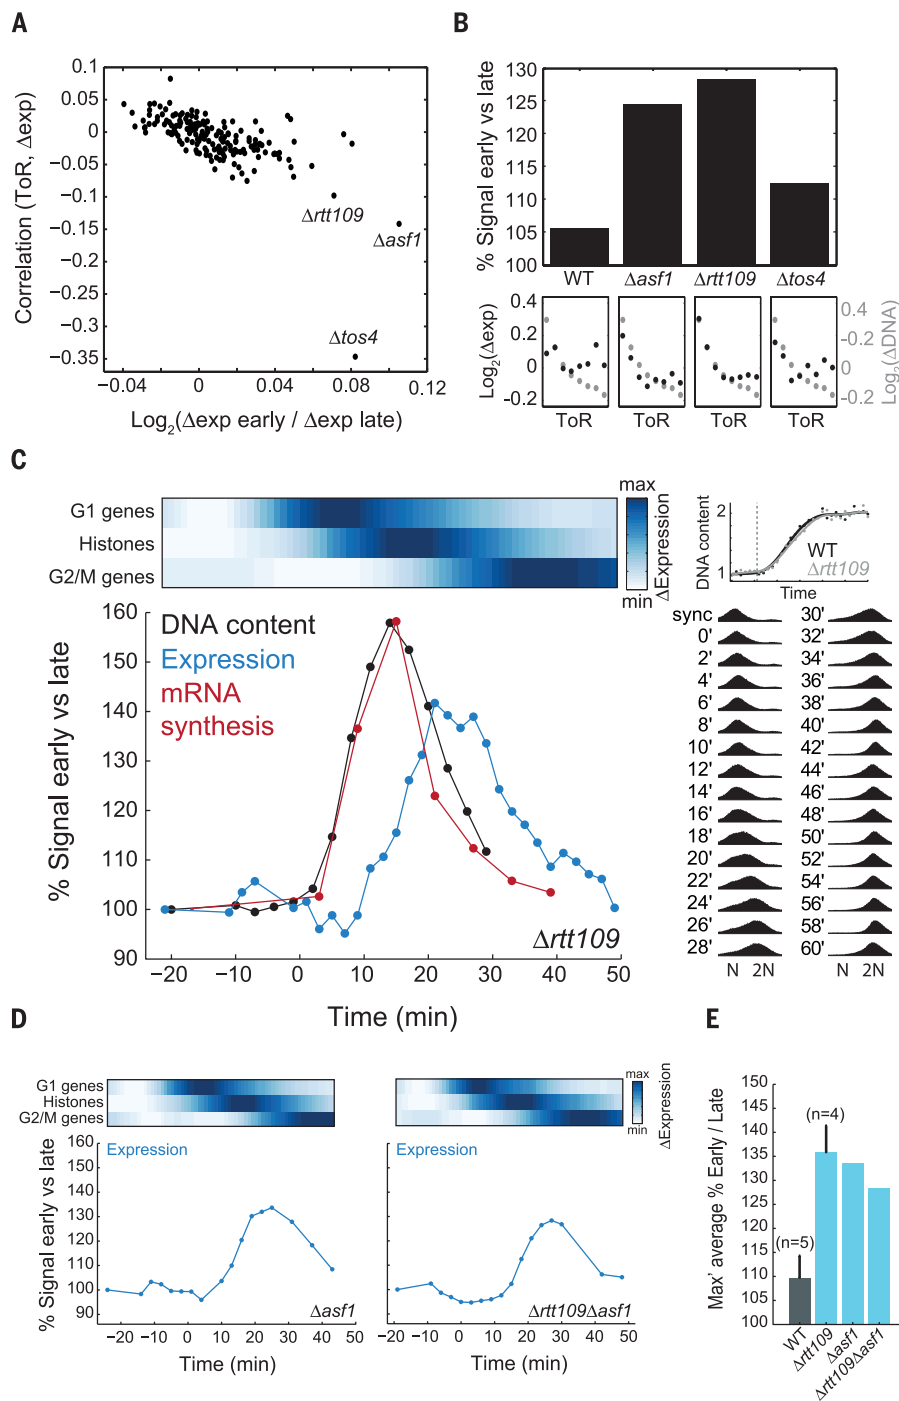 A
Correlation (ToR, Δexp)
0.1
0.05
0
−0.05
−0.1
−0.15
−0.2
−0.25
−0.3
−0.35
Δrtt109
Δasf1
Δtos4
−0.04
0
0.04
0.08
0.12
Log2(Δexp early / Δexp late)
B
% Signal early vs late
130
125
120
115
110
105
100
WT
Δasf1
Δrtt109
Δtos4
Log2(Δexp)
0.4
0.2
0
-0.2
0.4
-0.2
0
-0.2
Log2(ΔDNA)
ToR
ToR
ToR
ToR
C
G1 genes
Histones
G2/M genes
max
min
ΔExpression
% Signal early vs late
160
150
140
130
120
110
100
90
DNA content
Expression
mRNA
synthesis
Δrtt109
−20
−10
0
10
20
30
40
50
Time (min)
DNA content
2
1
WT
Δrtt109
Time
sync
0'
2'
4'
6'
8'
10'
12'
14'
16'
18'
20'
22'
24'
26'
28'
N 2N
30'
32'
34'
36'
38'
40'
42'
44'
46'
48'
50'
52'
54'
56'
58'
60'
N 2N
D
G1 genes
Histones
G2/M genes
max
min
ΔExpression
% Signal early vs late
160
150
140
130
120
110
100
90
Expression
Δasf1
−20
−10
0
10
20
30
40
Time (min)
Expression
Δrtt109Δasf1
−20
−10
0
10
20
30
40
50
Time (min)
E
Max' average % Early / Late
150
145
140
135
130
125
120
115
110
105
100
(n=5)
(n=4)
WT
Δrtt109
Δasf1
Δrtt109Δasf1